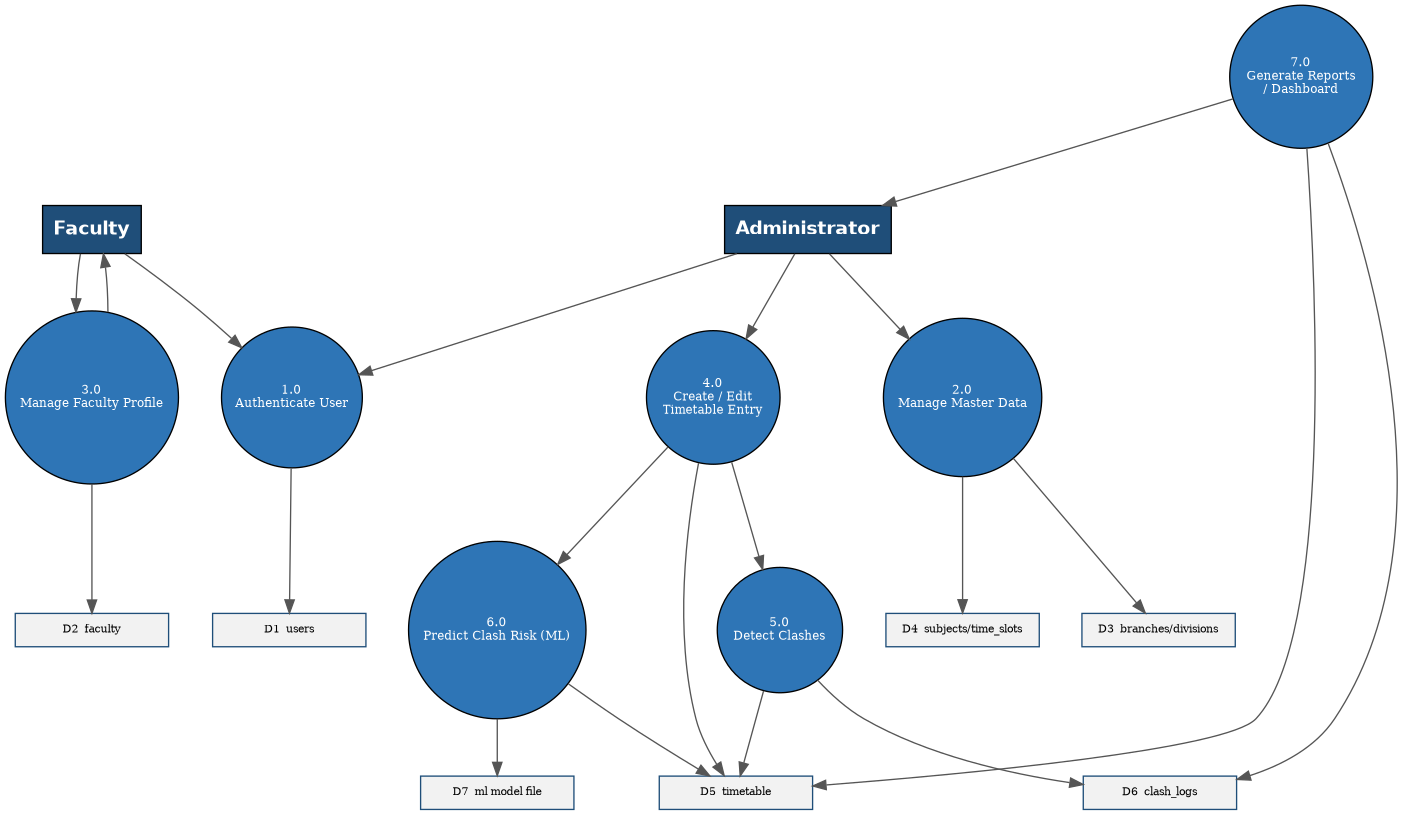 7.0
Generate Reports
/ Dashboard
Faculty
Administrator
3.0
Manage Faculty Profile
1.0
Authenticate User
4.0
Create / Edit
Timetable Entry
2.0
Manage Master Data
6.0
Predict Clash Risk (ML)
5.0
Detect Clashes
D2 faculty
D1 users
D4 subjects/time_slots
D3 branches/divisions
D7 ml model file
D5 timetable
D6 clash_logs